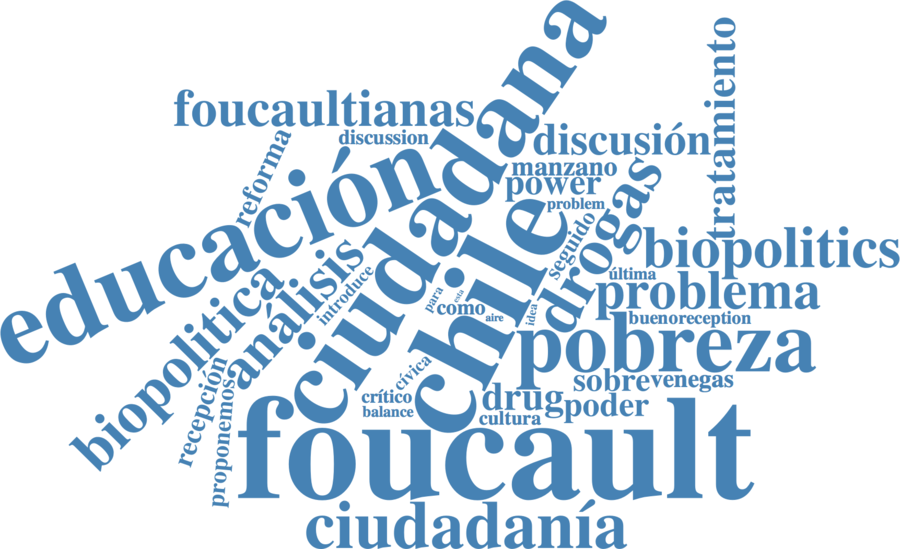 foucaultianas
discussion
reforma
educación
ciudadana
discusión
tratamiento
manzano
power
problem
drogas
seguido
biopolitics
última
problema
buenoreception
pobreza
chile
idea
para
esta
como
aire
introduce
análisis
biopolitica
recepción
proponemos
cívica
crítico
balance
drug
cultura
sobre
venegas
poder
foucault
ciudadanía